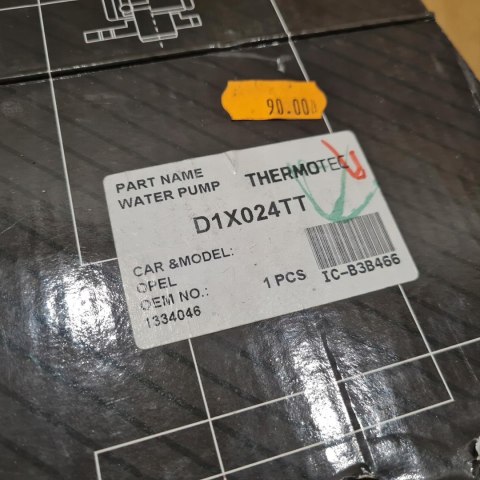 90.00
PART NAME
WATER PUMP
THERMOTEC
D1X024TT
CAR &MODEL:
OPEL
OEM NO.:
1334046
1 PCS
IC-B3B466